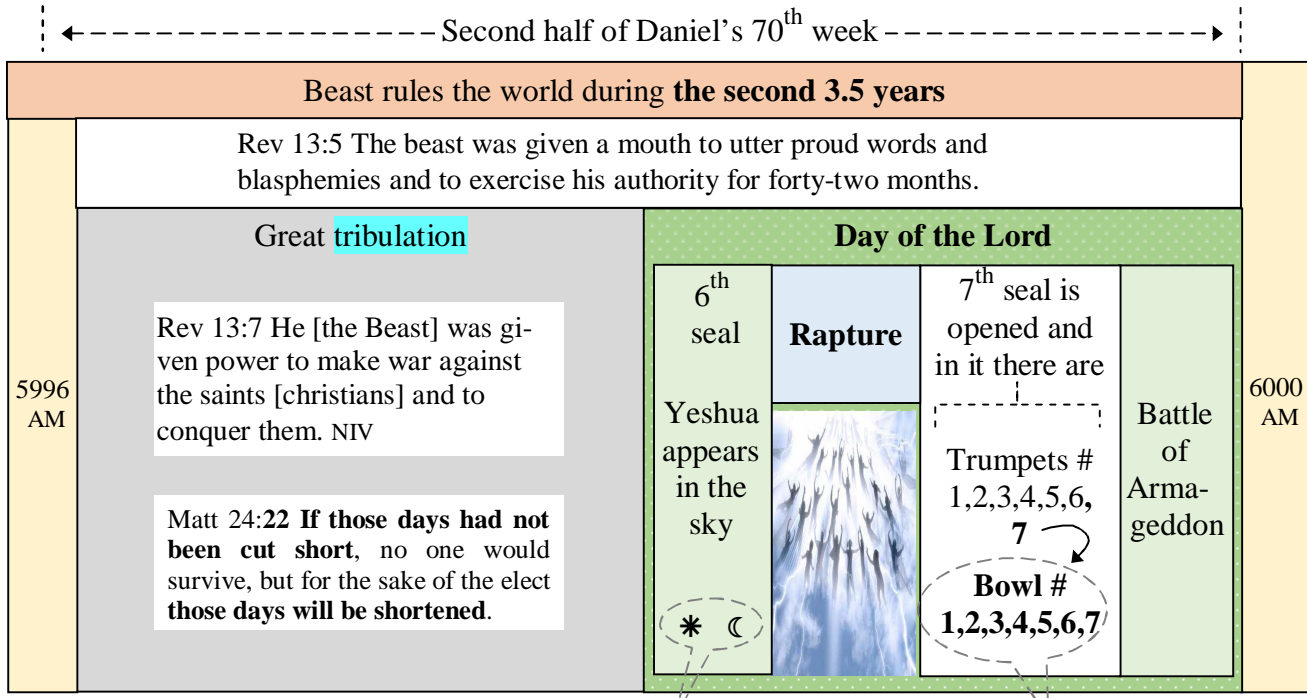 Second half of Daniel's 70th week
Beast rules the world during the second 3.5 years
Rev 13:5 The beast was given a mouth to utter proud words and
blasphemies and to exercise his authority for forty-two months.
5996
AM
Great tribulation
Rev 13:7 He [the Beast] was gi-
ven power to make war against
the saints [christians] and to
conquer them. NIV
Matt 24:22 If those days had not
been cut short, no one would
survive, but for the sake of the elect
those days will be shortened.
Day of the Lord
6th
seal
Yeshua
appears
in the
sky
Rapture
7th seal is
opened and
in it there are
Trumpets #
1,2,3,4,5,6,
7
Bowl #
1,2,3,4,5,6,7
Battle
of
Arma-
geddon
6000
AM